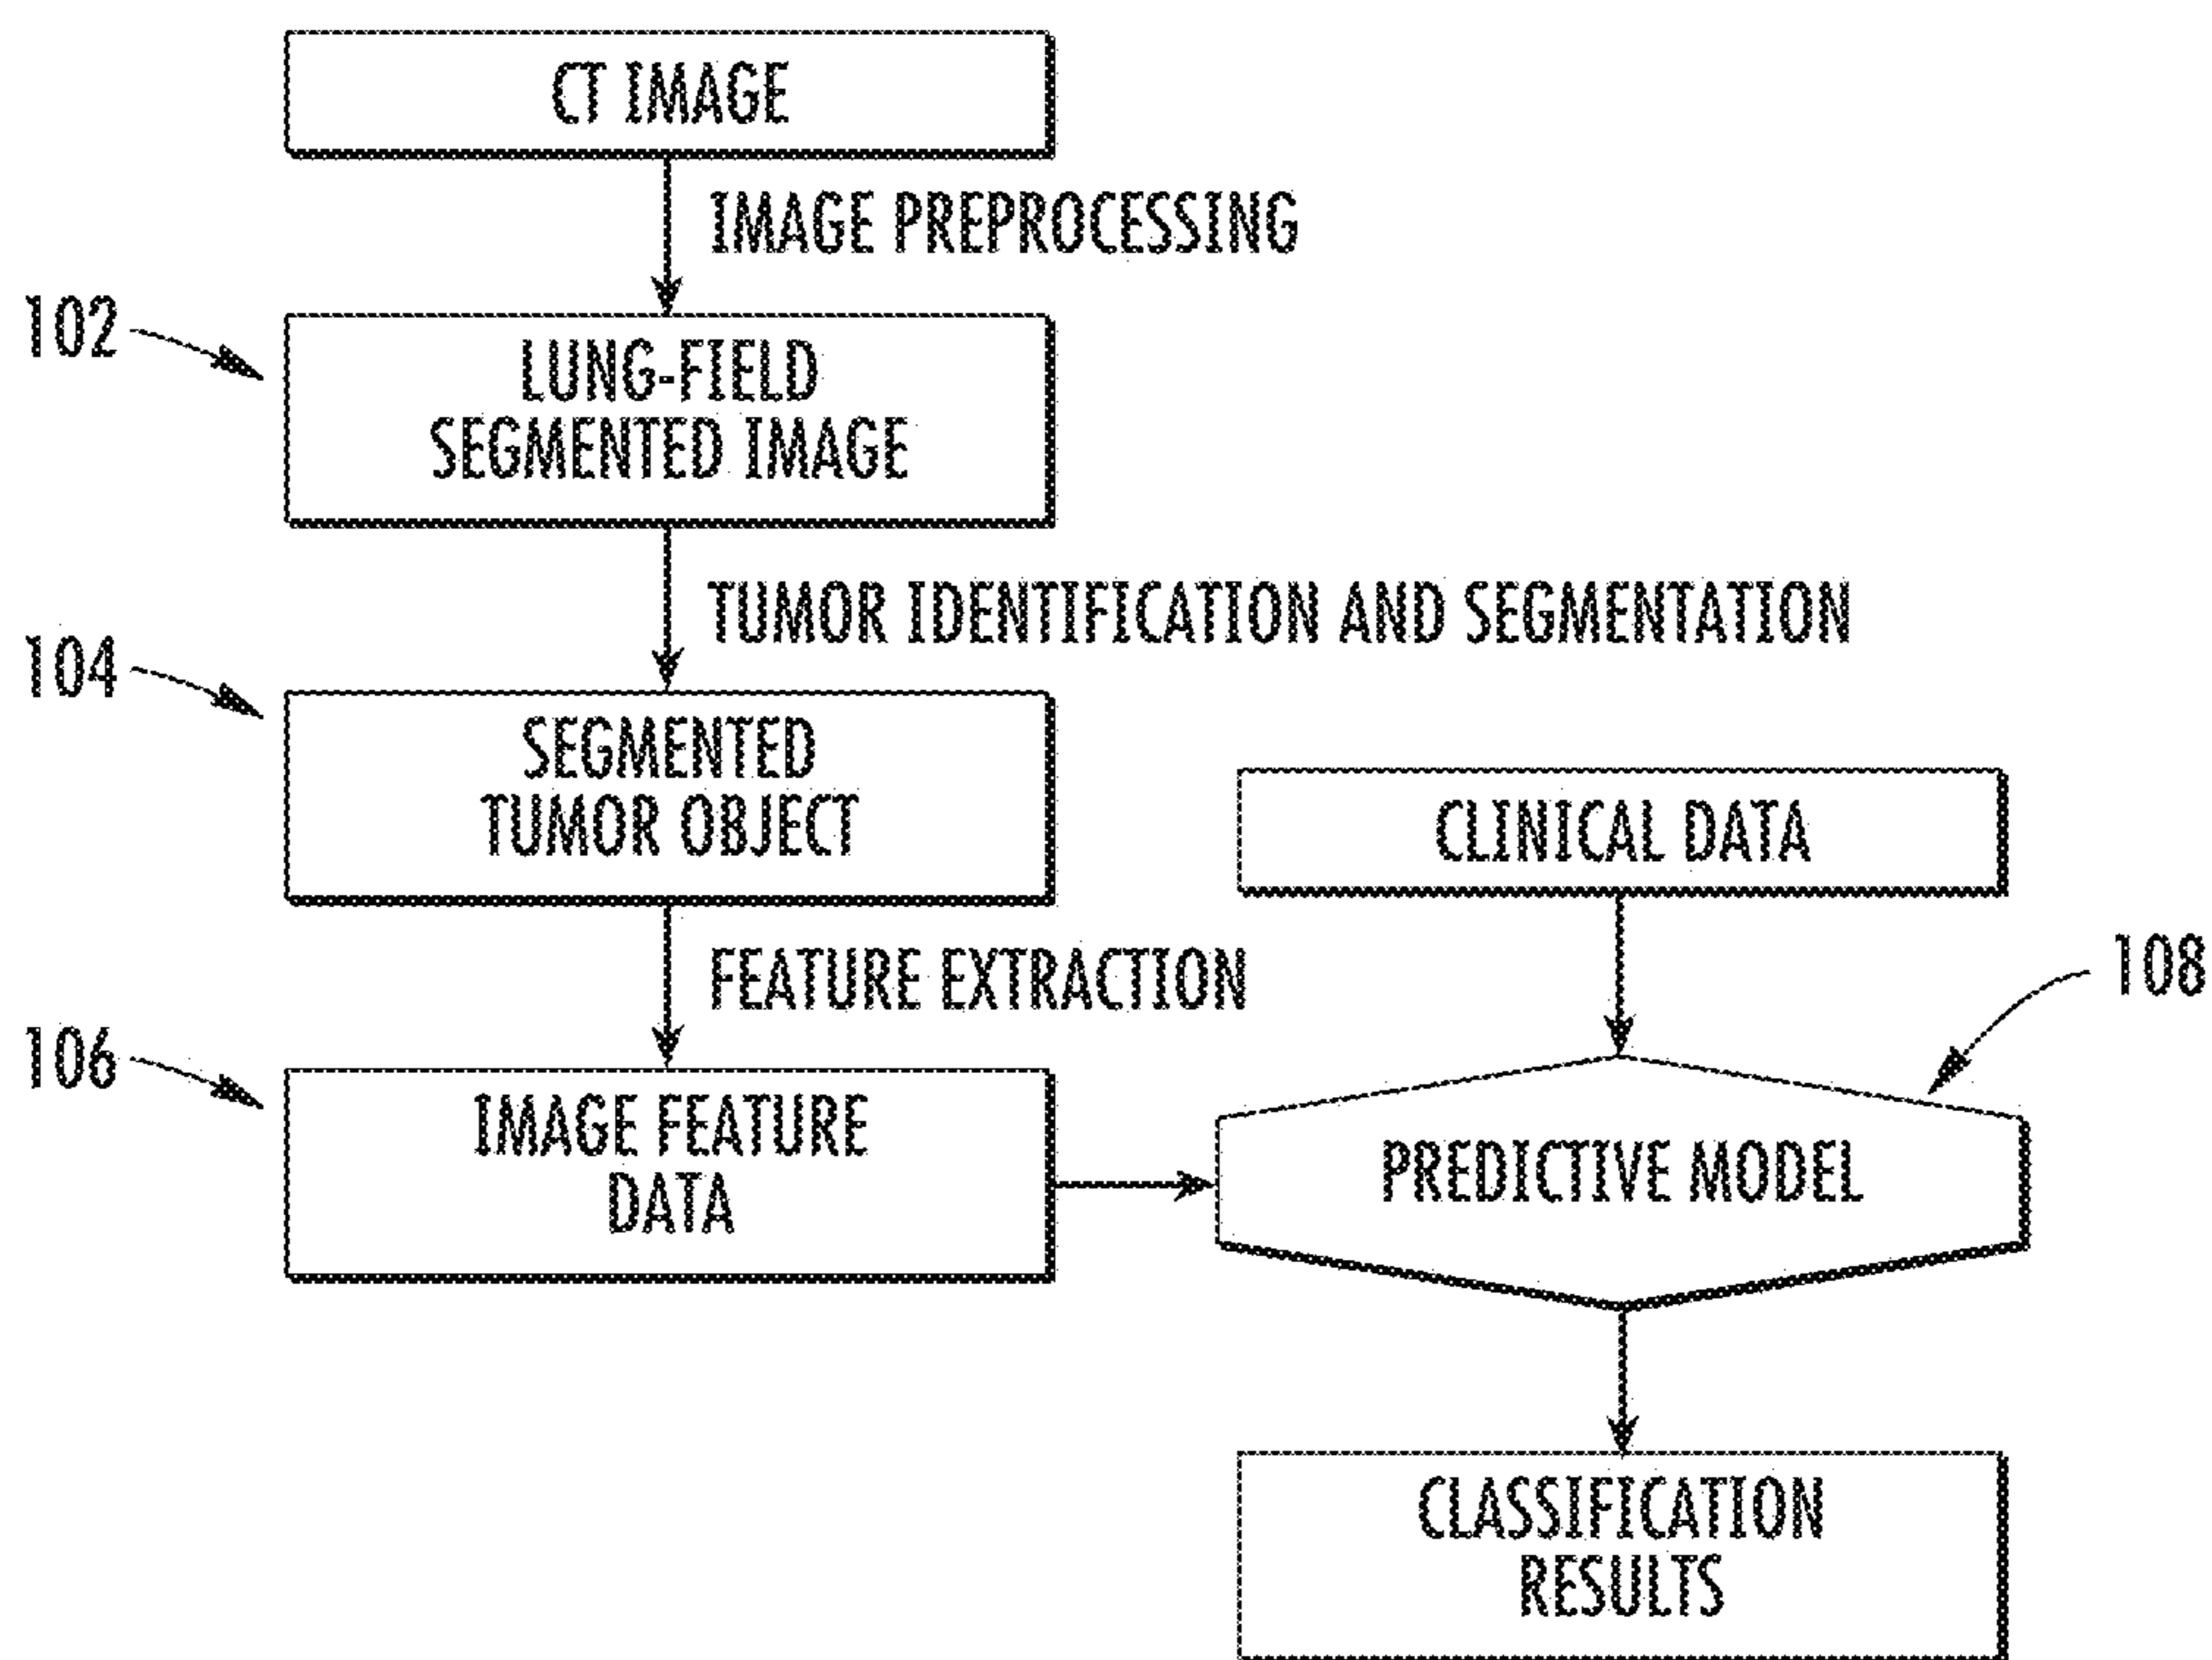 CT IMAGE
IMAGE PREPROCESSING
102
LUNG-FIELD
SEGMENTED IMAGE
TUMOR IDENTIFICATION AND SEGMENTATION
104
SEGMENTED
TUMOR OBJECT
CLINICAL DATA
FEATURE EXTRACTION
108
106
IMAGE FEATURE
DATA
PREDICTIVE MODEL
CLASSIFICATION
RESULTS